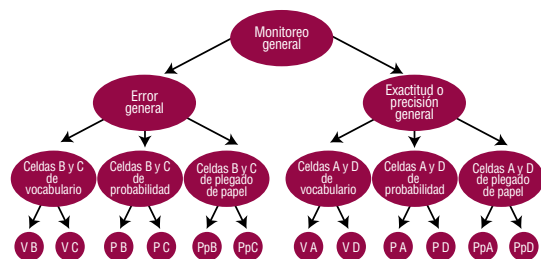 Monitoreo
general
Error
general
Exactitud o
precisión
general
Celdas B y C
de
vocabulario
Celdas B y C
de
probabilidad
Celdas B y C
de plegado
de papel
Celdas A y D
de
vocabulario
Celdas A y D
de
probabilidad
Celdas A y D
de plegado
de papel
V B
V C
P B
P C
PpB
PpC
V A
V D
P A
P D
PpA
PpD